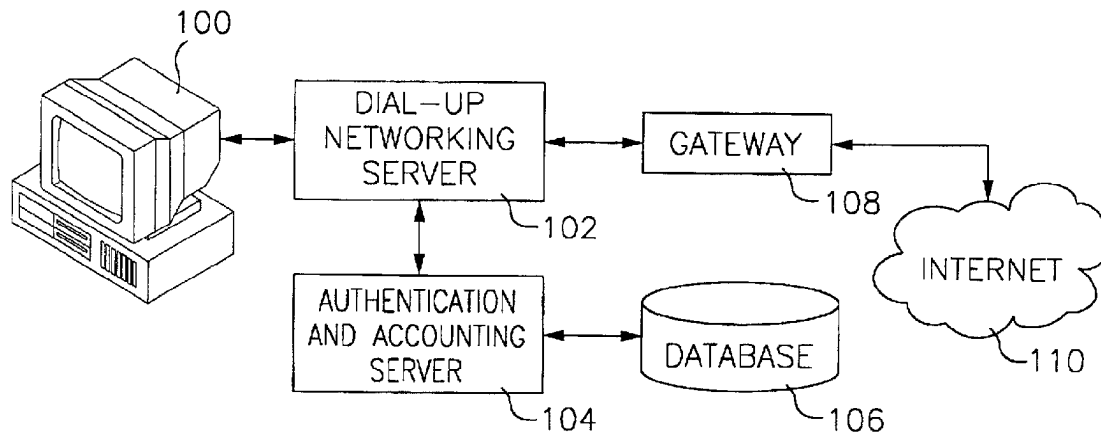 100
DIAL-UP
NETWORKING
SERVER
102
GATEWAY
108
INTERNET
110
AUTHENTICATION
AND ACCOUNTING
SERVER
104
DATABASE
106